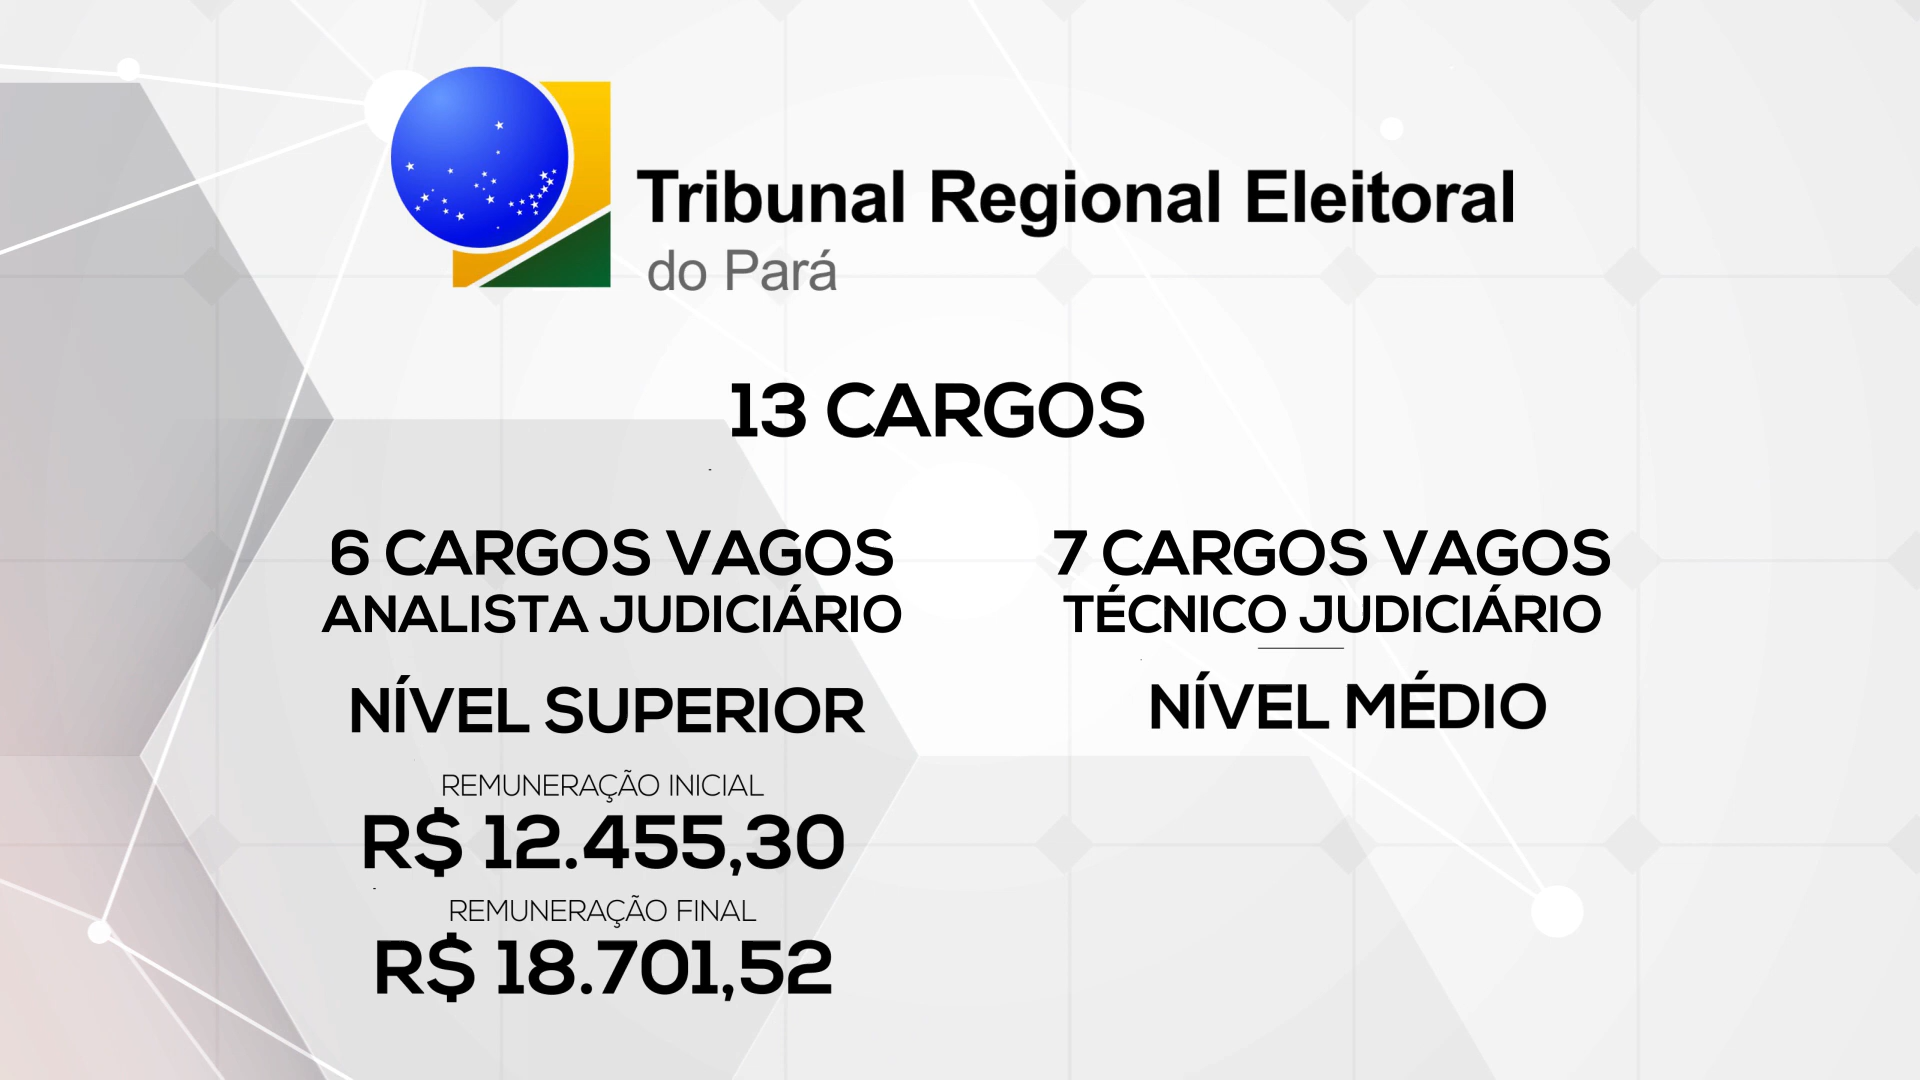 Tribunal Regional Eleitoral
do Pará
13 CARGOS
6 CARGOS VAGOS
ANALISTA JUDICIÁRIO
NÍVEL SUPERIOR
REMUNERAÇÃO INICIAL
R$ 12.455,30
REMUNERAÇÃO FINAL
R$ 18.701,52
7 CARGOS VAGOS
TÉCNICO JUDICIÁRIO
NÍVEL MÉDIO